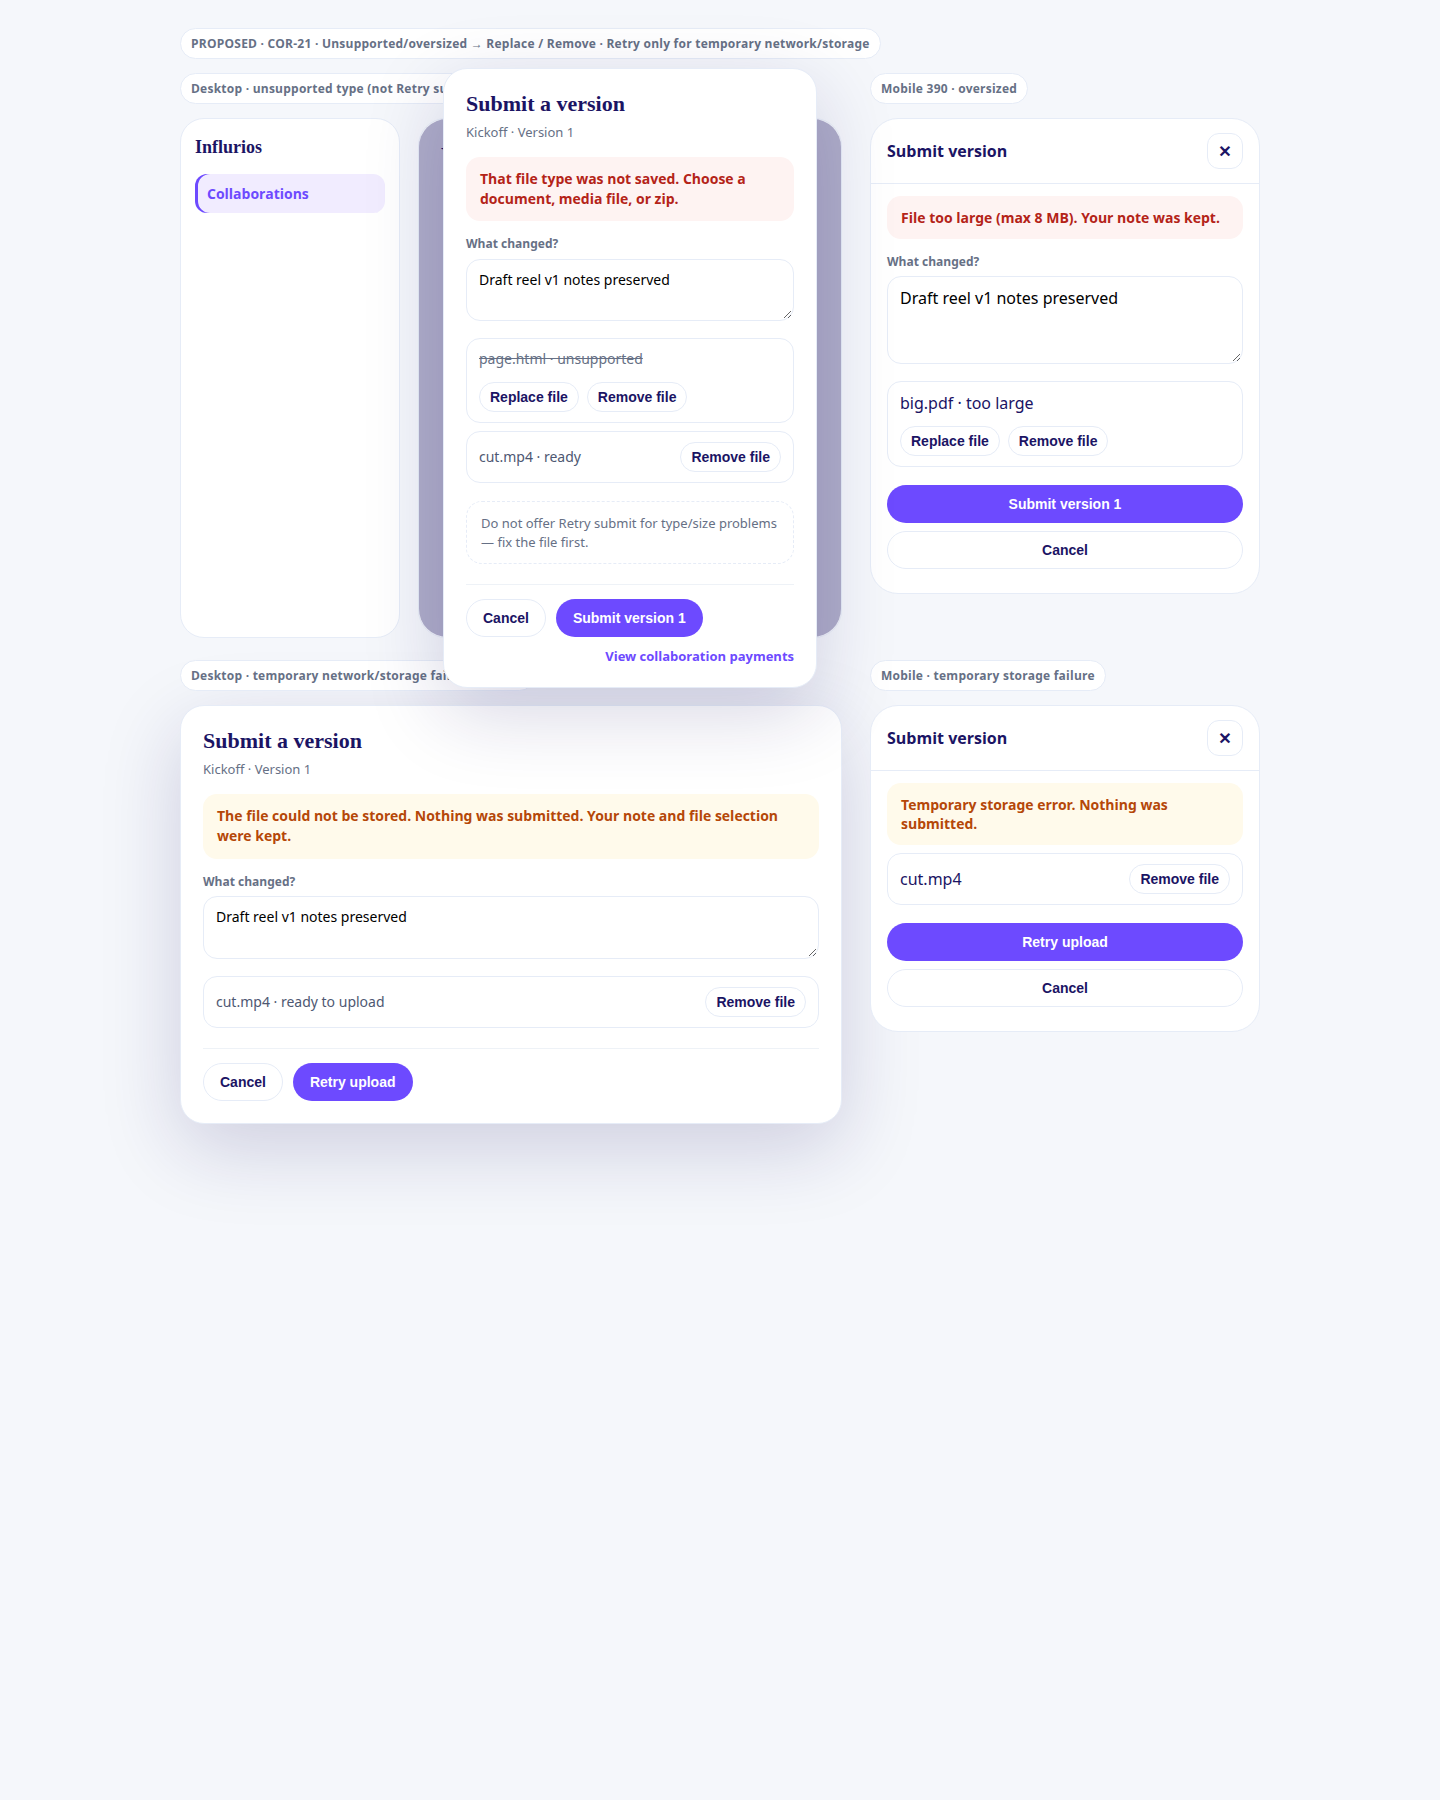 PROPOSED · COR-21 · Unsupported/oversized → Replace / Remove · Retry only for temporary network/storage
Desktop · unsupported type (not Retry
Influrios
Collaborations
Submit a version
Kickoff · Version 1
That file type was not saved. Choose a
document, media file, or zip.
What changed?
Draft reel v1 notes preserved
page.html · unsupported
Replace file
Remove file
cut.mp4 · ready
Remove file
Do not offer Retry submit for type/size problems
— fix the file first.
Cancel
Submit version 1
View collaboration payments
Mobile 390 · oversized
Submit version
✕
File too large (max 8 MB). Your note was kept.
What changed?
Draft reel v1 notes preserved
big.pdf · too large
Replace file
Remove file
Submit version 1
Cancel
Desktop · temporary network/storage
Submit a version
Kickoff · Version 1
The file could not be stored. Nothing was submitted. Your note and file selection
were kept.
What changed?
Draft reel v1 notes preserved
cut.mp4 · ready to upload
Remove file
Cancel
Retry upload
Mobile · temporary storage failure
Submit version
✕
Temporary storage error. Nothing was
submitted.
cut.mp4
Remove file
Retry upload
Cancel